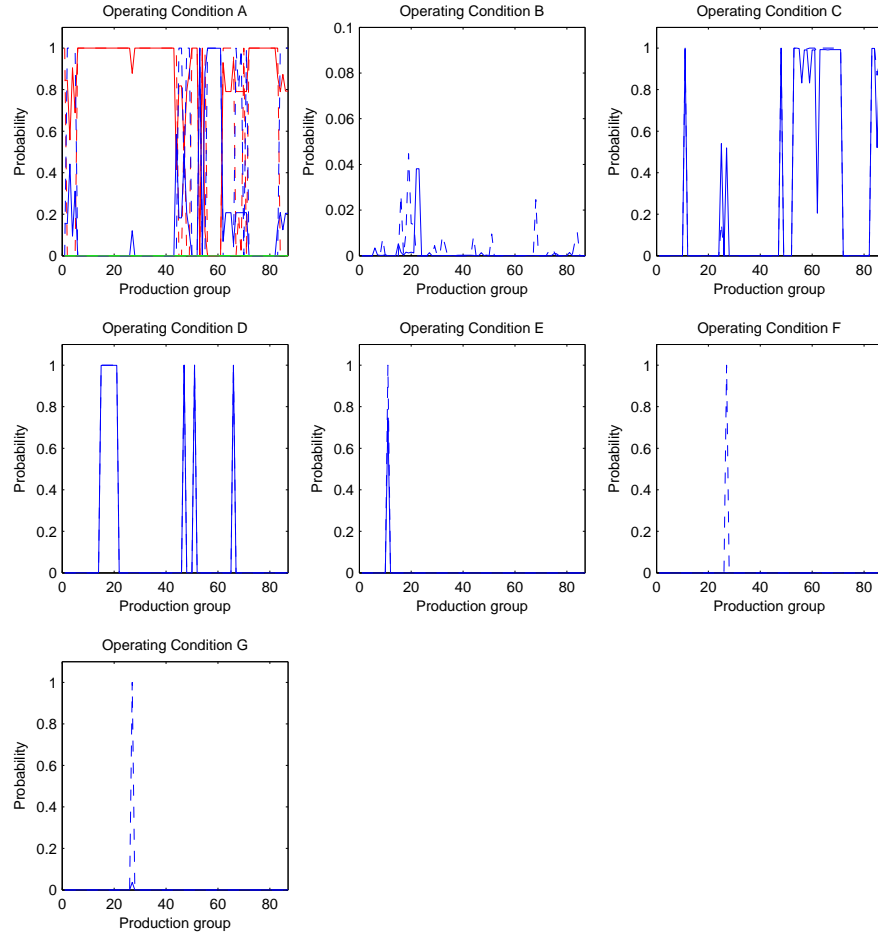 Operating Condition A
Probability
1
0.8
0.6
0.4
0.2
0
0 20 40 60 80
Production group
Operating Condition B
Probability
0.1
0.08
0.06
0.04
0.02
0
0 20 40 60 80
Production group
Operating Condition C
Probability
1
0.8
0.6
0.4
0.2
0
0 20 40 60 80
Production group
Operating Condition D
Probability
1
0.8
0.6
0.4
0.2
0
0 20 40 60 80
Production group
Operating Condition E
Probability
1
0.8
0.6
0.4
0.2
0
0 20 40 60 80
Production group
Operating Condition F
Probability
1
0.8
0.6
0.4
0.2
0
0 20 40 60 80
Production group
Operating Condition G
Probability
1
0.8
0.6
0.4
0.2
0
0 20 40 60 80
Production group